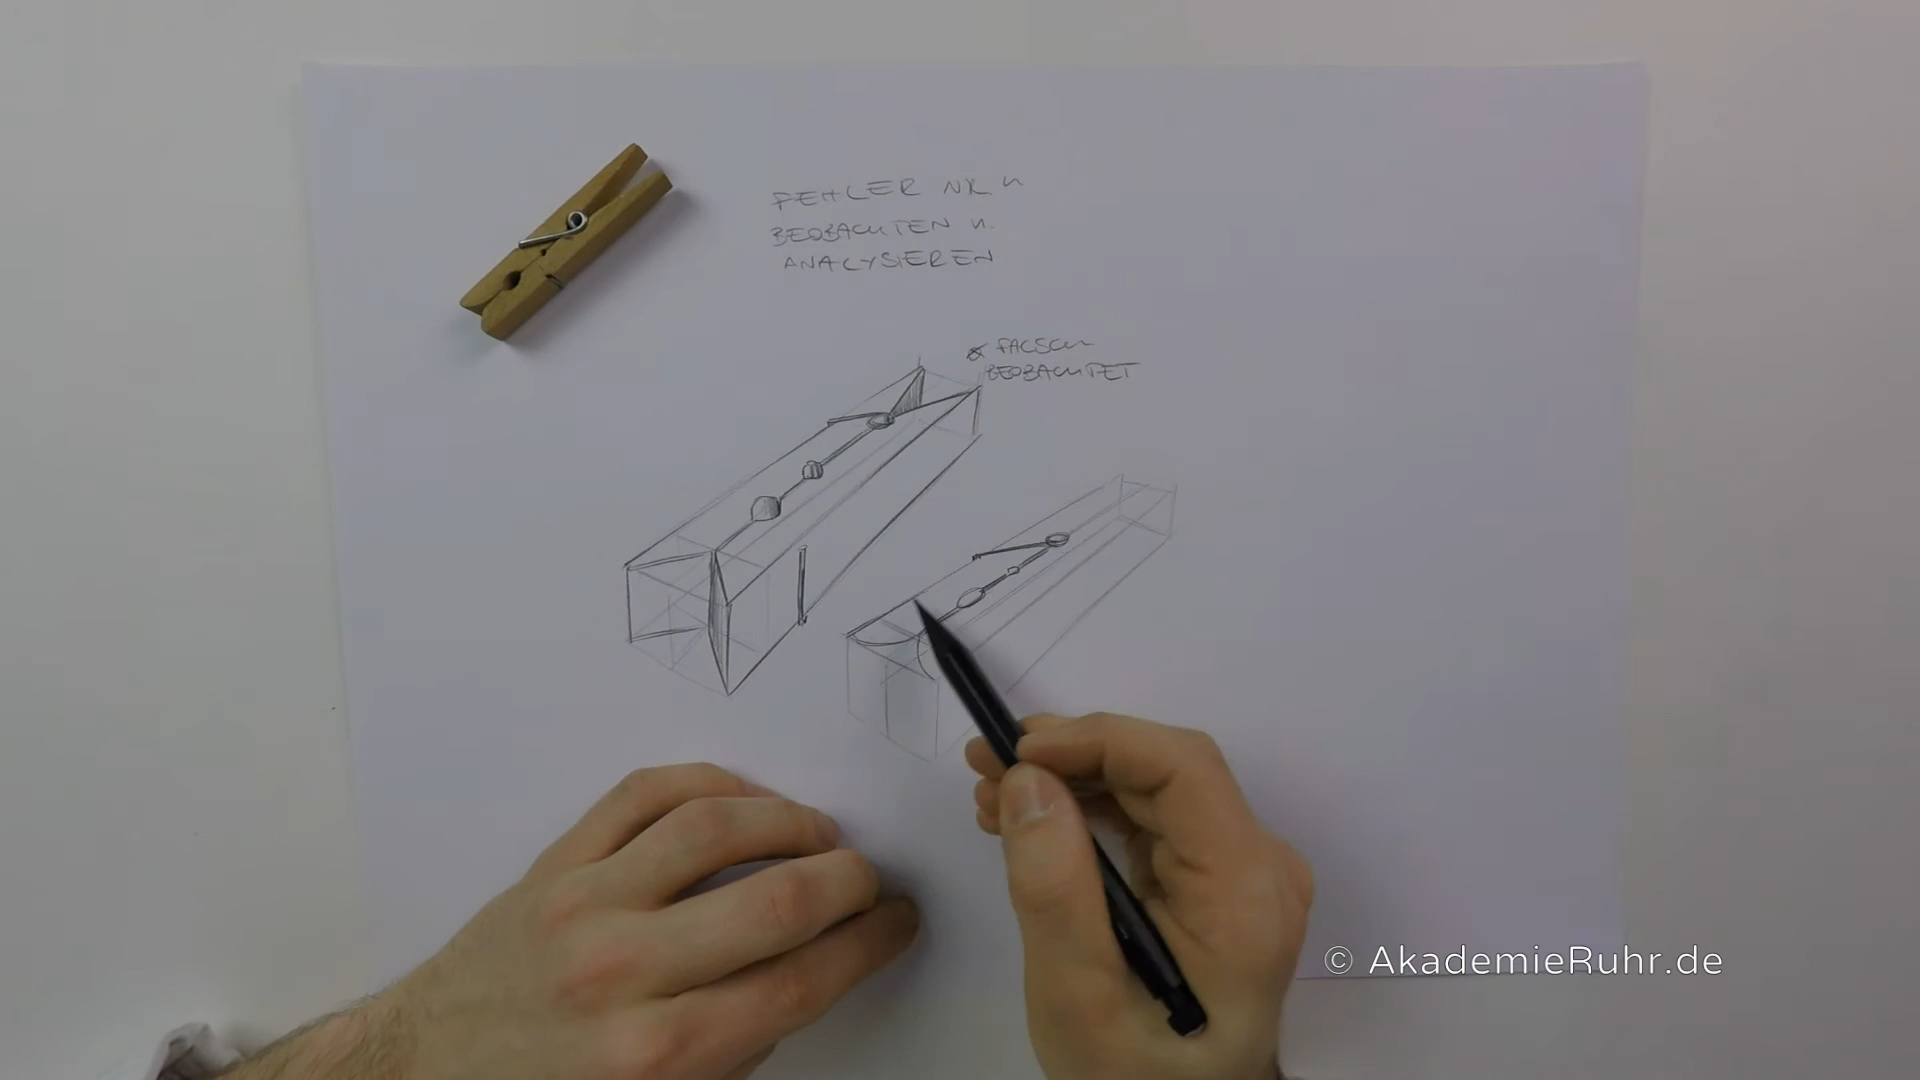 FEHLER NR. 4
BEOBACHTEN U.
ANALYSIEREN
x FALSCH
BEOBACHTET
© AkademieRuhr.de